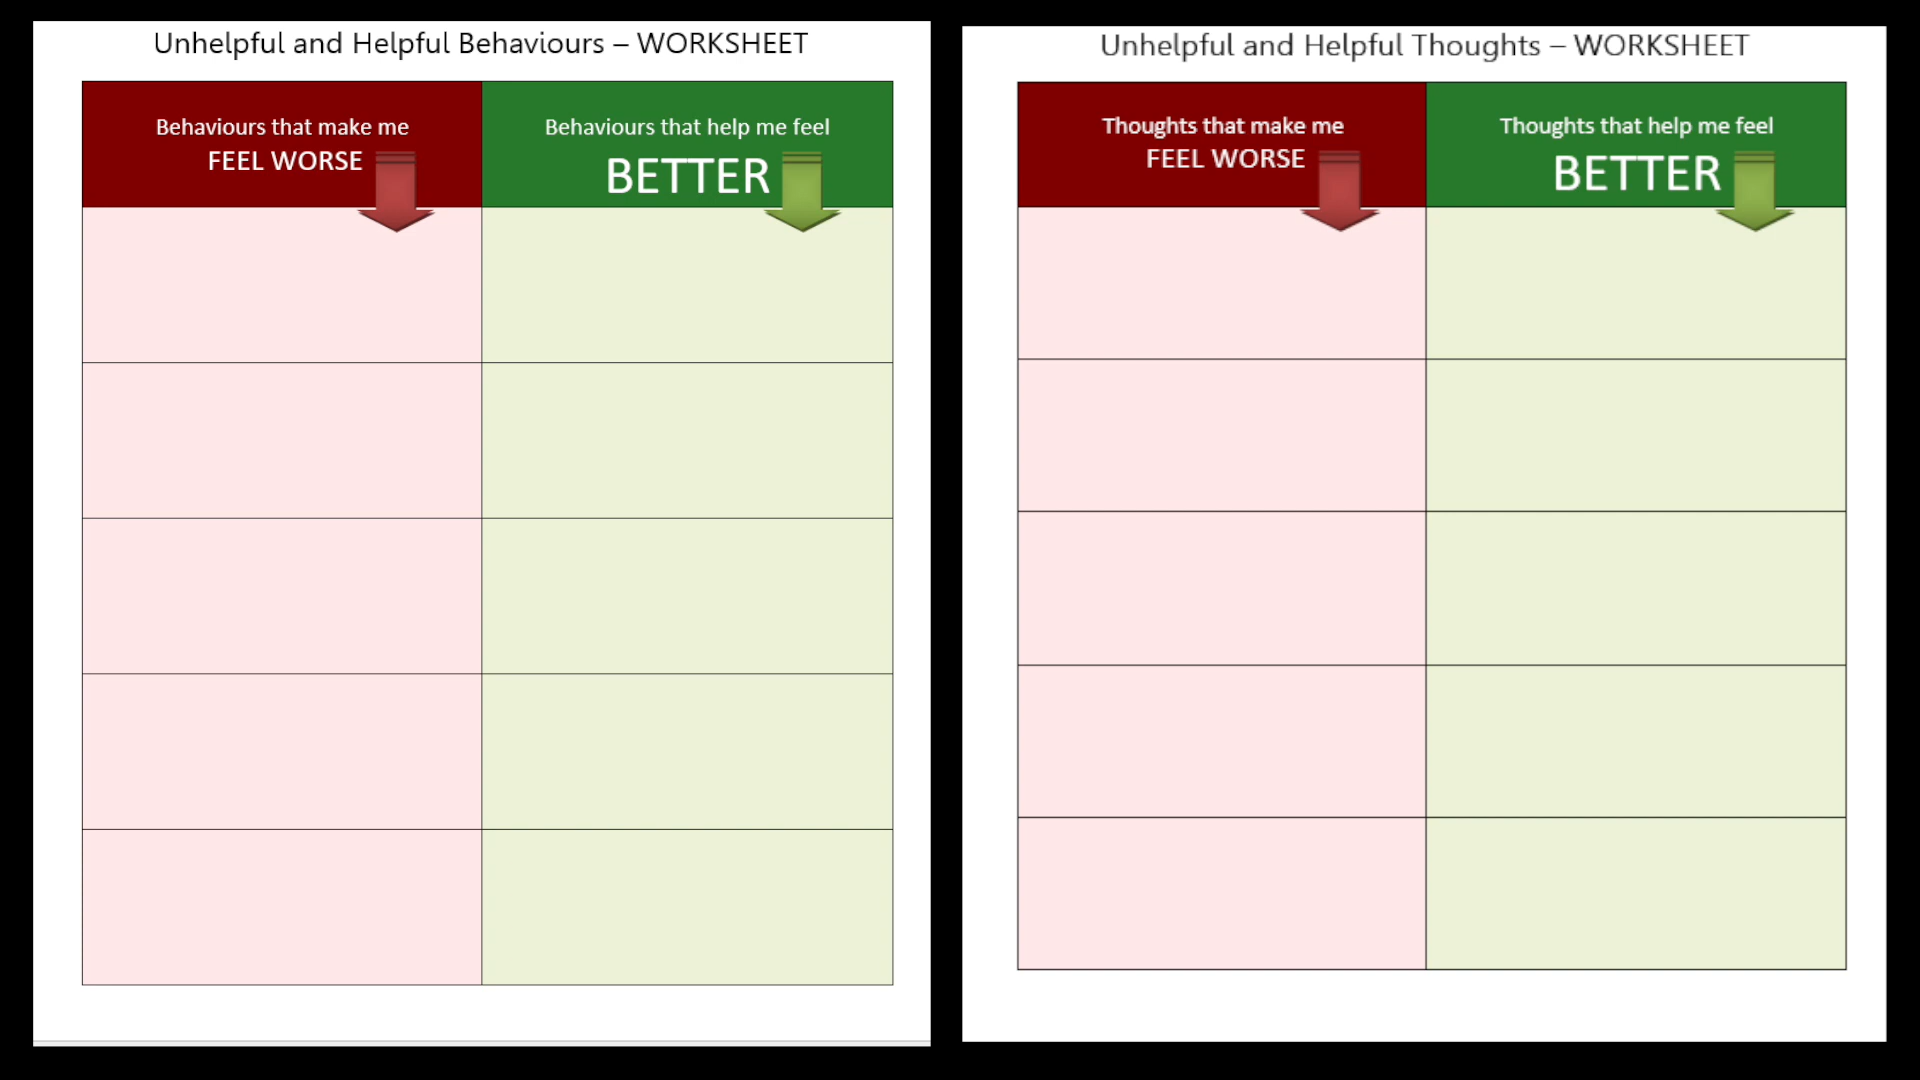 Unhelpful and Helpful Behaviours – WORKSHEET
Behaviours that make me
FEEL WORSE
Behaviours that help me feel
BETTER
Unhelpful and Helpful Thoughts – WORKSHEET
Thoughts that make me
FEEL WORSE
Thoughts that help me feel
BETTER